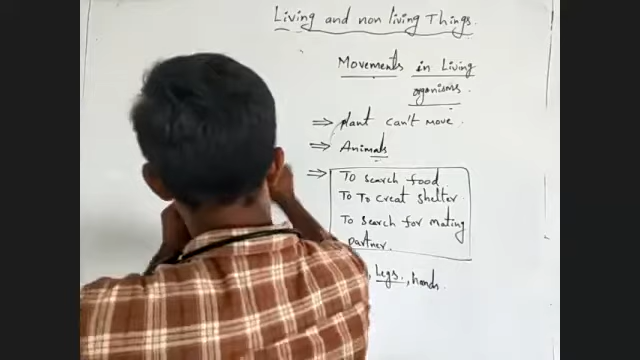 Living and non living Things.
Movements in Living
organisms.
⇒ plant can't move.
⇒ Animals
⇒ To search food
To To creat shelter.
To search for mating
partner.
, Legs, hands